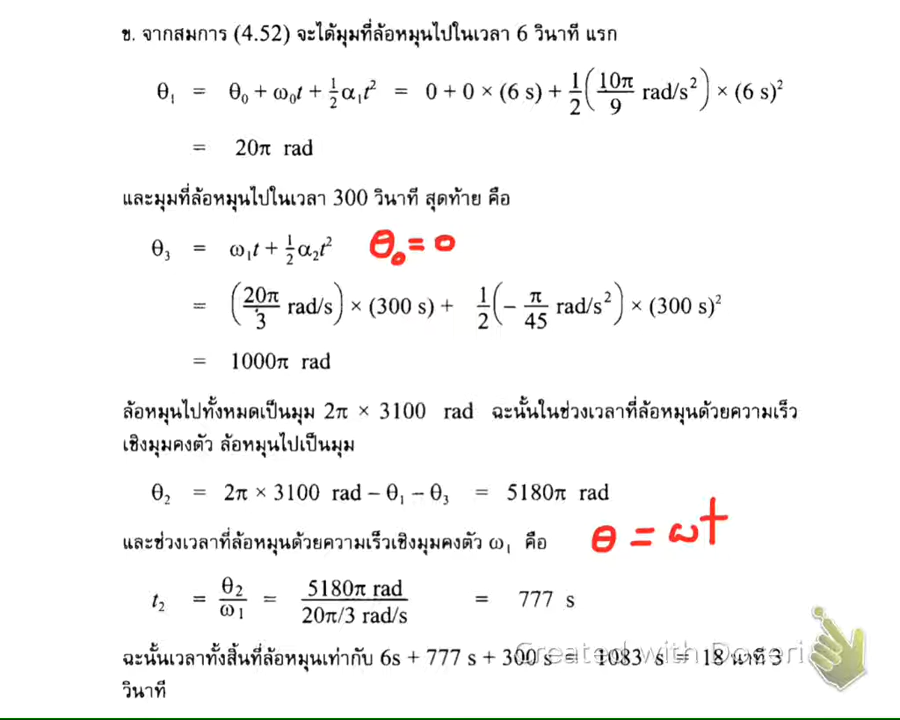 ข. จากสมการ (4.52) จะได้มุมที่ล้อหมุนไปในเวลา 6 วินาที แรก
θ₁ = θ₀ + ω₀t + ½α₁t² = 0 + 0 × (6 s) + 1/2 (10π/9 rad/s²) × (6 s)²
= 20π rad
และมุมที่ล้อหมุนไปในเวลา 300 วินาที สุดท้าย คือ
θ₃ = ω₁t + ½α₂t² θ₀ = 0
= (20π/3 rad/s) × (300 s) + 1/2 (− π/45 rad/s²) × (300 s)²
= 1000π rad
ล้อหมุนไปทั้งหมดเป็นมุม 2π × 3100 rad ฉะนั้นในช่วงเวลาที่ล้อหมุนด้วยความเร็ว
เชิงมุมคงตัว ล้อหมุนไปเป็นมุม
θ₂ = 2π × 3100 rad − θ₁ − θ₃ = 5180π rad
และช่วงเวลาที่ล้อหมุนด้วยความเร็วเชิงมุมคงตัว ω₁ คือ θ = ωt
t₂ = θ₂/ω₁ = 5180π rad / 20π/3 rad/s = 777 s
ฉะนั้นเวลาทั้งสิ้นที่ล้อหมุนเท่ากับ 6s + 777 s + 300 s = 1083 s = 18 นาที 3
วินาที
Created with Doceri